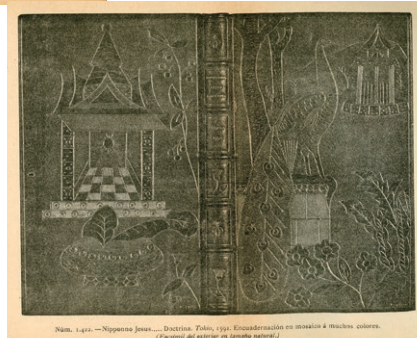 Núm. 1.422.—Nipponno Jesus..... Doctrina. Tokio, 1591. Encuadernación en mosaico á muchos colores.
(Facsímil del exterior en tamaño natural.)